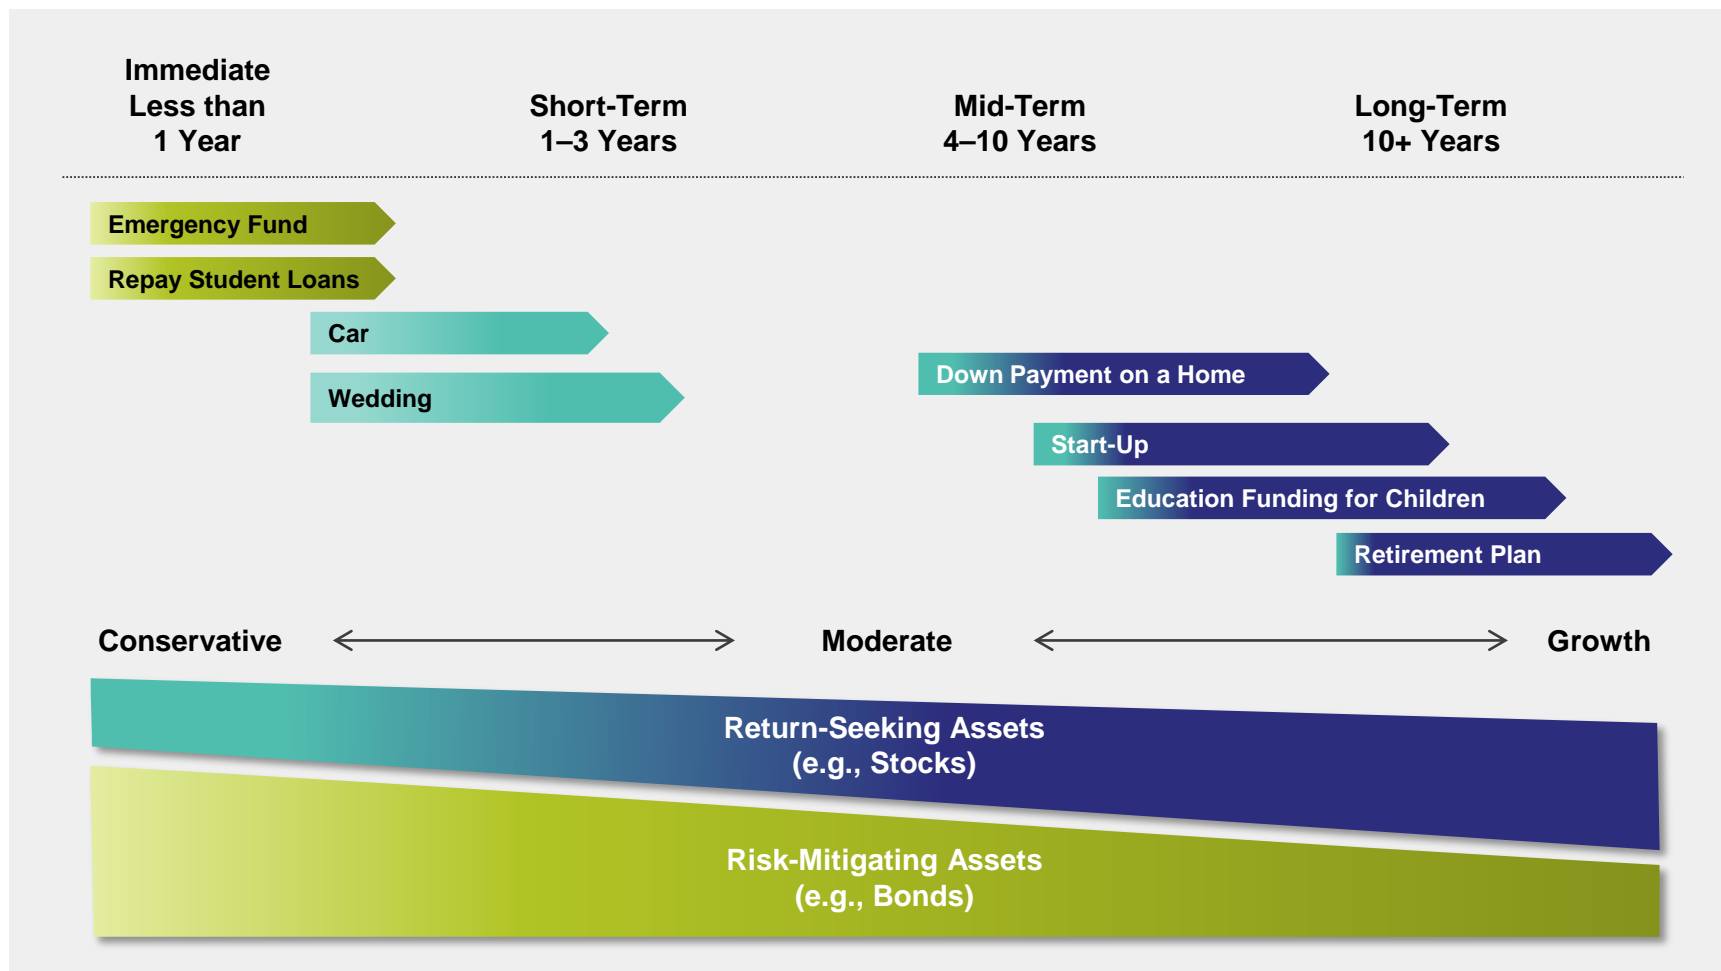 Immediate
Less than
1 Year
Short-Term
1–3 Years
Mid-Term
4–10 Years
Long-Term
10+ Years
Emergency Fund
Repay Student Loans
Car
Wedding
Down Payment on a Home
Start-Up
Education Funding for Children
Retirement Plan
Conservative
Moderate
Growth
Return-Seeking Assets
(e.g., Stocks)
Risk-Mitigating Assets
(e.g., Bonds)